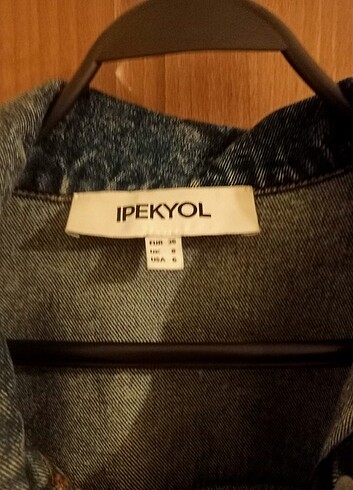 IPEKYOL
EUR 36
UK 8
USA 6